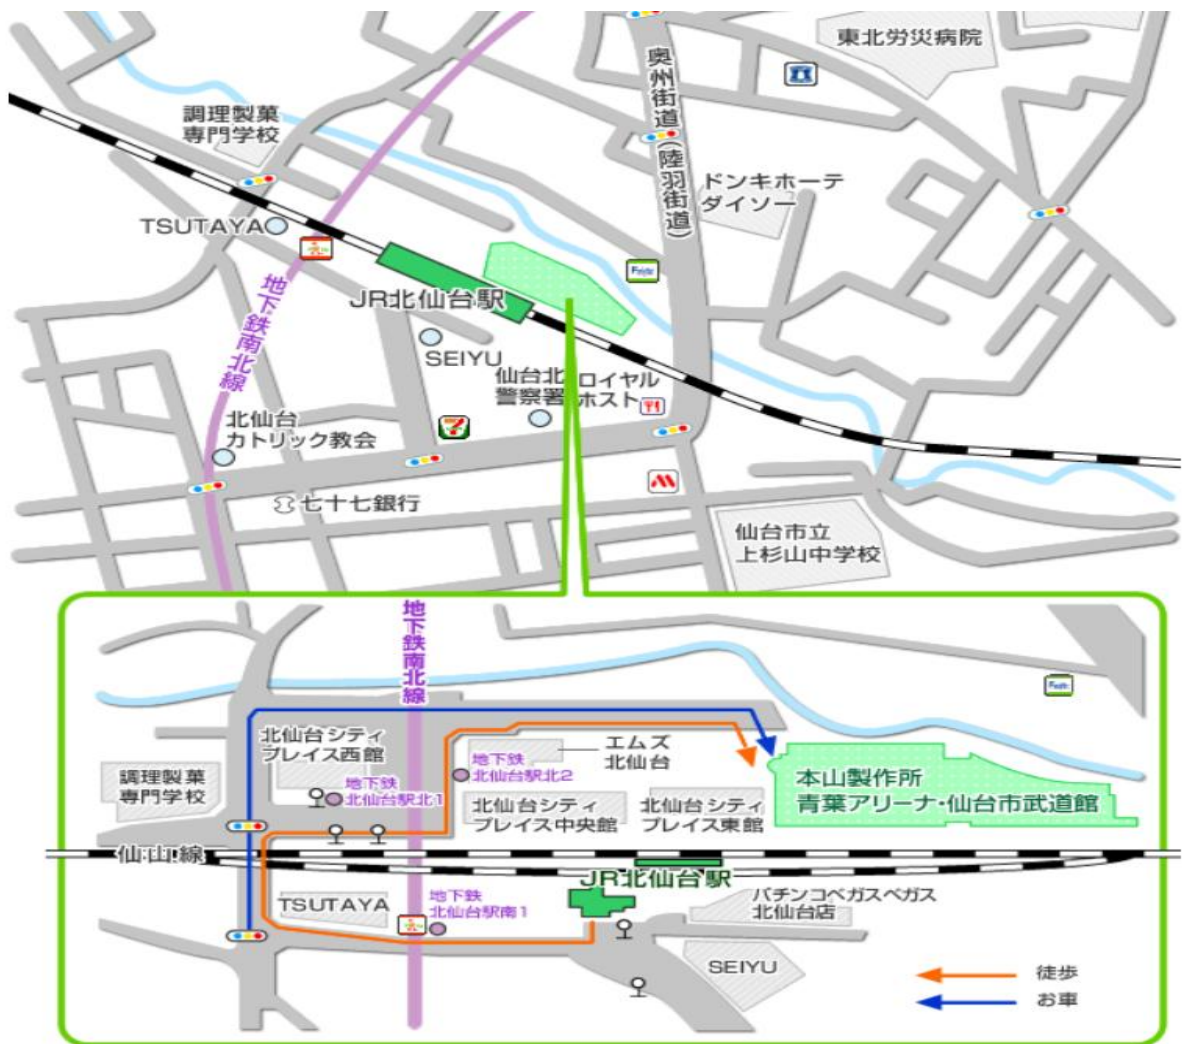 東北労災病院
奥州街道(陸羽街道)
調理製菓
専門学校
ドンキホーテ
ダイソー
TSUTAYA
地下鉄南北線
JR北仙台駅
SEIYU
仙台北
警察署
ロイヤル
ホスト
北仙台
カトリック教会
七十七銀行
仙台市立
上杉山中学校
地下鉄南北線
北仙台シティ
プレイス西館
エムズ
北仙台
調理製菓
専門学校
地下鉄
北仙台駅北1
地下鉄
北仙台駅北2
北仙台シティ
プレイス中央館
北仙台シティ
プレイス東館
本山製作所
青葉アリーナ・仙台市武道館
仙山線
JR北仙台駅
TSUTAYA
地下鉄
北仙台駅南1
パチンコベガスベガス
北仙台店
SEIYU
徒歩
お車